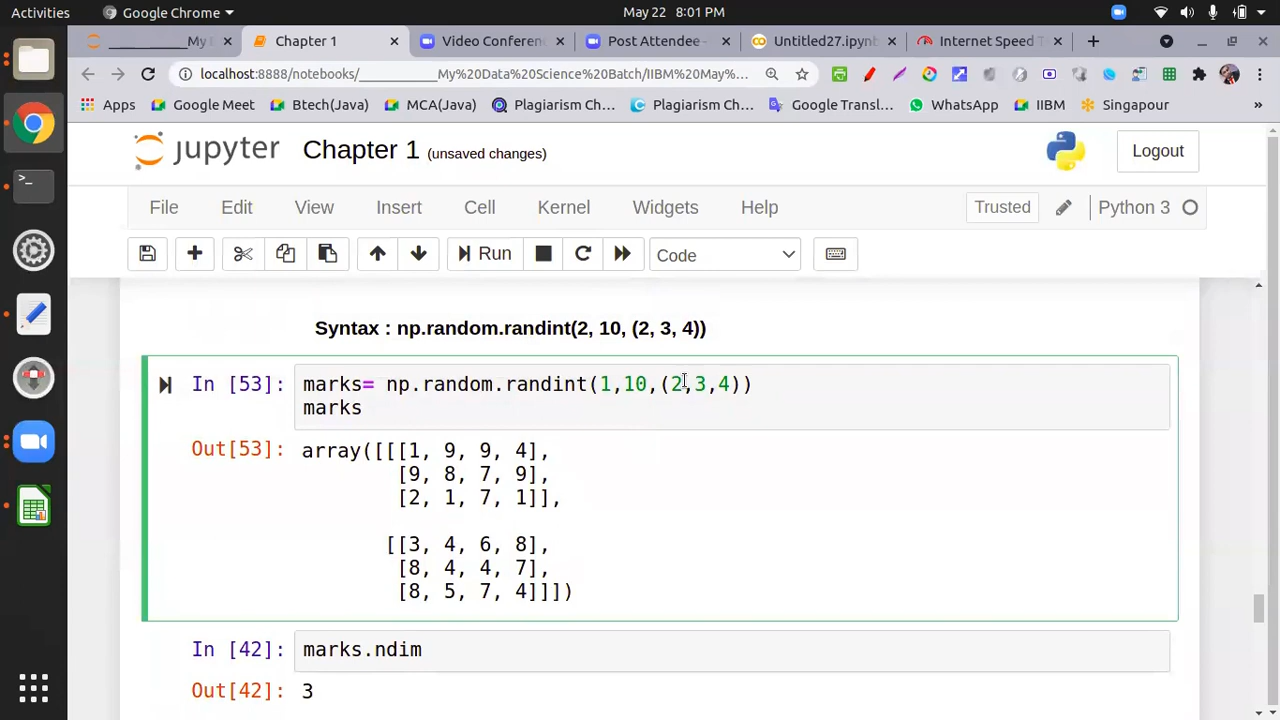 Activities Google Chrome May 22 8:01 PM
My Chapter 1 Video Conferenc Post Attendee - Untitled27.ipynb Internet Speed T
localhost:8888/notebooks/__________My%20Data%20Science%20Batch/IIBM%20May%...
Apps Google Meet Btech(Java) MCA(Java) Plagiarism Ch... Plagiarism Ch... Google Transl... WhatsApp IIBM Singapour »
jupyter Chapter 1 (unsaved changes) Logout
File Edit View Insert Cell Kernel Widgets Help Trusted Python 3
Run Code
Syntax : np.random.randint(2, 10, (2, 3, 4))
In [53]: marks= np.random.randint(1,10,(2,3,4))
marks
Out[53]: array([[[1, 9, 9, 4],
[9, 8, 7, 9],
[2, 1, 7, 1]],
[[3, 4, 6, 8],
[8, 4, 4, 7],
[8, 5, 7, 4]]])
In [42]: marks.ndim
Out[42]: 3